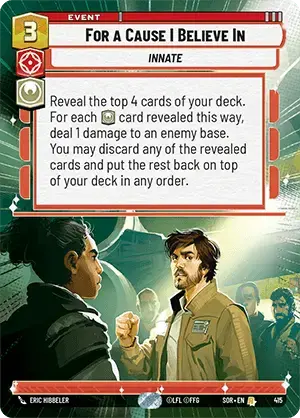 EVENT
3
FOR A CAUSE I BELIEVE IN
INNATE
Reveal the top 4 cards of your deck.
For each card revealed this way,
deal 1 damage to an enemy base.
You may discard any of the revealed
cards and put the rest back on top
of your deck in any order.
ERIC HIBBELER
©LFL ©FFG
SOR • EN
415